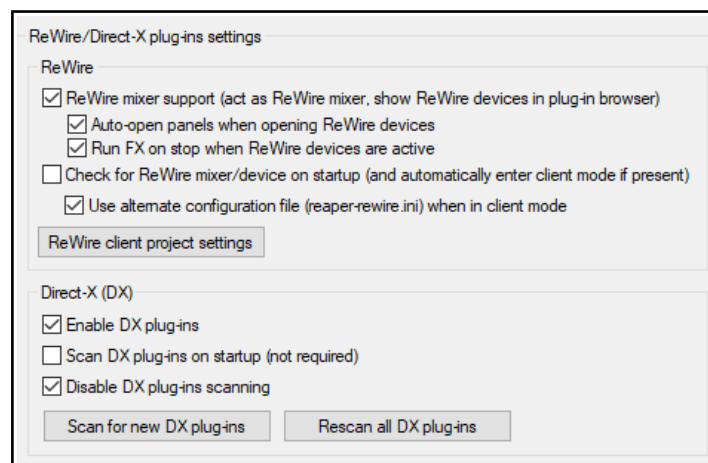 ReWire/Direct-X plug-ins settings
ReWire
ReWire mixer support (act as ReWire mixer, show ReWire devices in plug-in browser)
Auto-open panels when opening ReWire devices
Run FX on stop when ReWire devices are active
Check for ReWire mixer/device on startup (and automatically enter client mode if present)
Use alternate configuration file (reaper-rewire.ini) when in client mode
ReWire client project settings
Direct-X (DX)
Enable DX plug-ins
Scan DX plug-ins on startup (not required)
Disable DX plug-ins scanning
Scan for new DX plug-ins Rescan all DX plug-ins